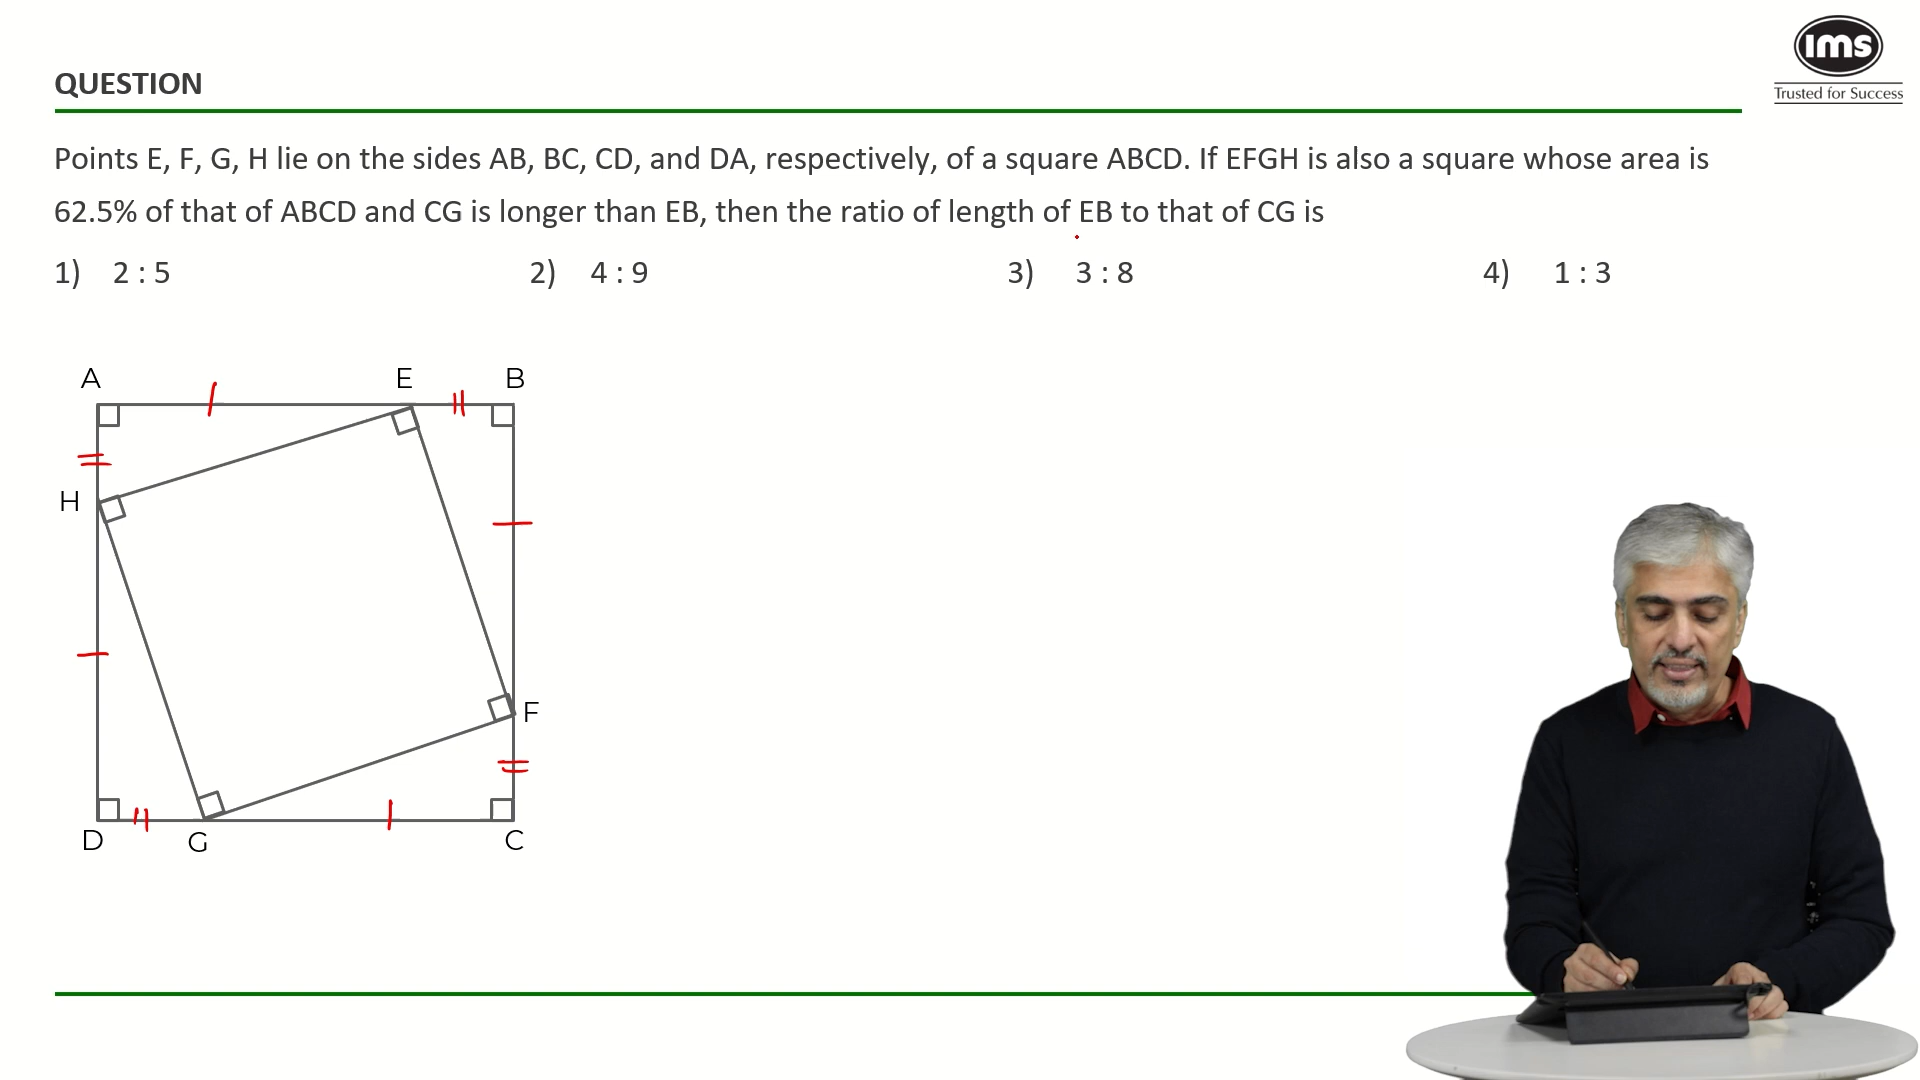 ims
Trusted for Success
QUESTION
Points E, F, G, H lie on the sides AB, BC, CD, and DA, respectively, of a square ABCD. If EFGH is also a square whose area is
62.5% of that of ABCD and CG is longer than EB, then the ratio of length of EB to that of CG is
1) 2 : 5 2) 4 : 9 3) 3 : 8 4) 1 : 3
A E B
H
F
D G C